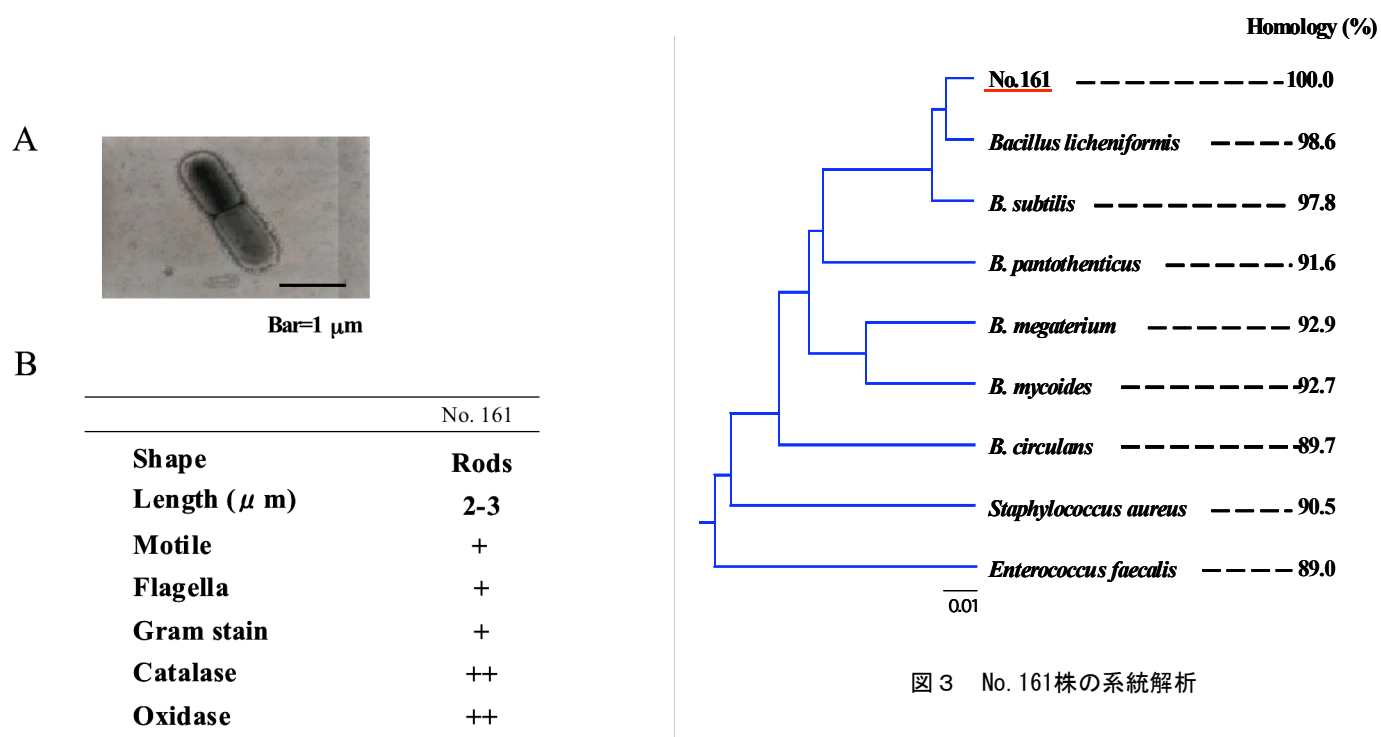 A
Bar=1 μm
B
No. 161
Shape Rods
Length (μ m) 2-3
Motile +
Flagella +
Gram stain +
Catalase ++
Oxidase ++
Homology (%)
No.161 100.0
Bacillus licheniformis 98.6
B. subtilis 97.8
B. pantothenticus 91.6
B. megaterium 92.9
B. mycoides 92.7
B. circulans 89.7
Staphylococcus aureus 90.5
Enterococcus faecalis 89.0
0.01
図３ No.161株の系統解析